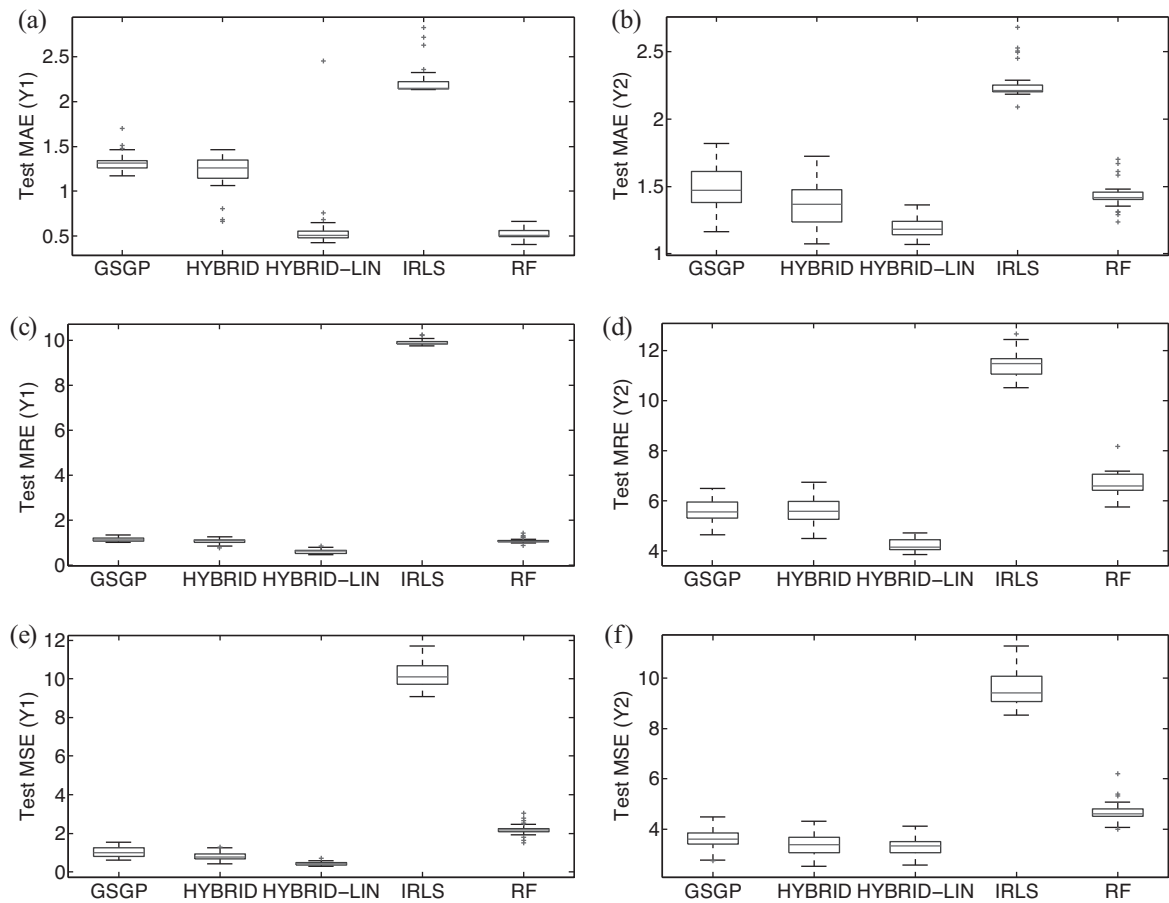 (a)
Test MAE (Y1)
2.5
2
1.5
1
0.5
GSGP HYBRID HYBRID-LIN IRLS RF
(b)
Test MAE (Y2)
2.5
2
1.5
1
GSGP HYBRID HYBRID-LIN IRLS RF
(c)
Test MRE (Y1)
10
8
6
4
2
0
GSGP HYBRID HYBRID-LIN IRLS RF
(d)
Test MRE (Y2)
12
10
8
6
4
GSGP HYBRID HYBRID-LIN IRLS RF
(e)
Test MSE (Y1)
12
10
8
6
4
2
0
GSGP HYBRID HYBRID-LIN IRLS RF
(f)
Test MSE (Y2)
10
8
6
4
GSGP HYBRID HYBRID-LIN IRLS RF